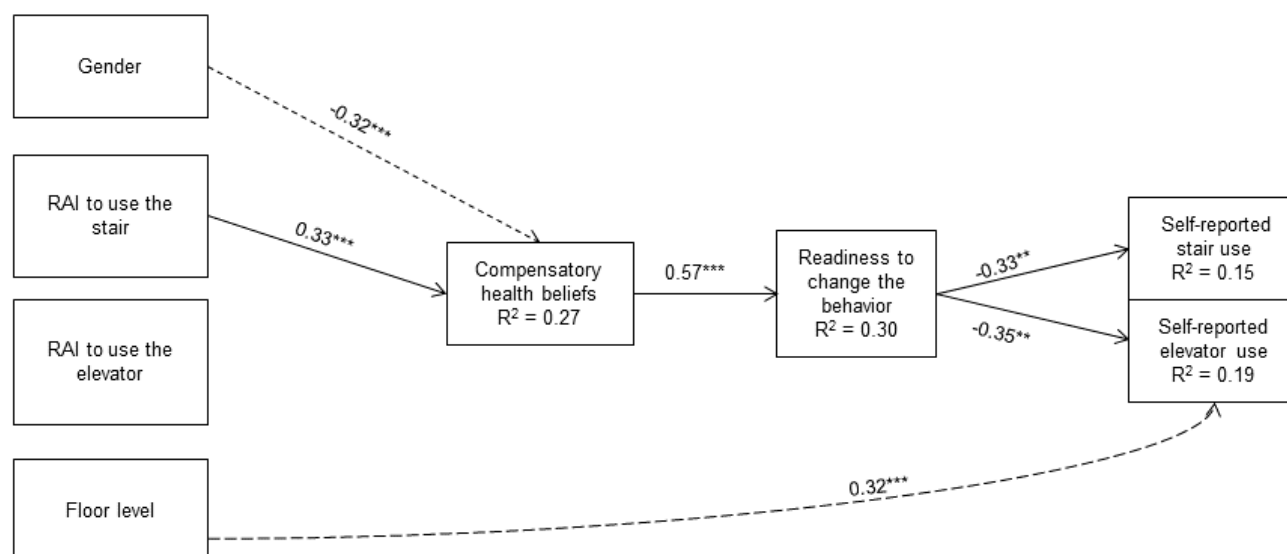 Gender
-0.32***
RAI to use the
stair
0.33***
RAI to use the
elevator
Floor level
Compensatory
health beliefs
R² = 0.27
0.57***
Readiness to
change the
behavior
R² = 0.30
-0.33**
-0.35**
Self-reported
stair use
R² = 0.15
Self-reported
elevator use
R² = 0.19
0.32***